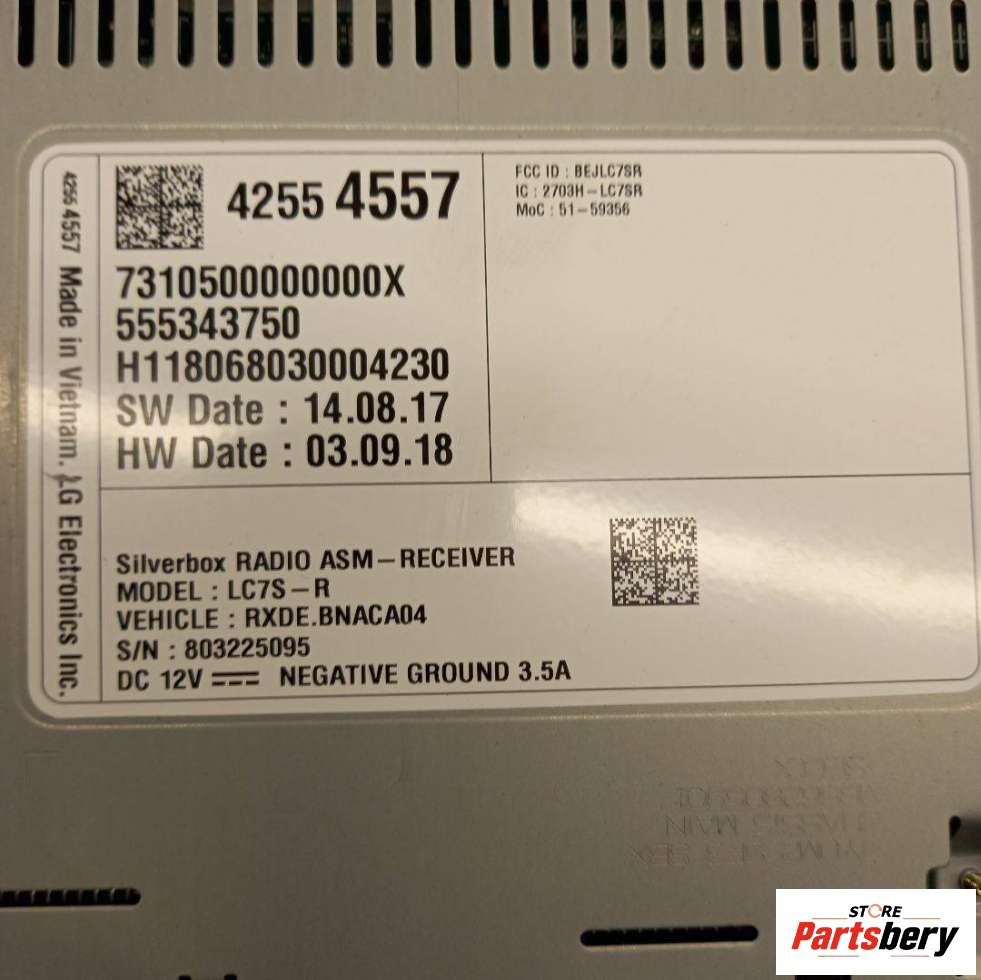 4255 4557 Made in Vietnam. LG Electronics Inc.
4255 4557
7310500000000X
555343750
H118068030004230
SW Date : 14.08.17
HW Date : 03.09.18
FCC ID : BEJLC7SR
IC : 2703H-LC7SR
MoC : 51-59356
Silverbox RADIO ASM-RECEIVER
MODEL : LC7S-R
VEHICLE : RXDE.BNACA04
S/N : 803225095
DC 12V NEGATIVE GROUND 3.5A
STORE
Partsbery